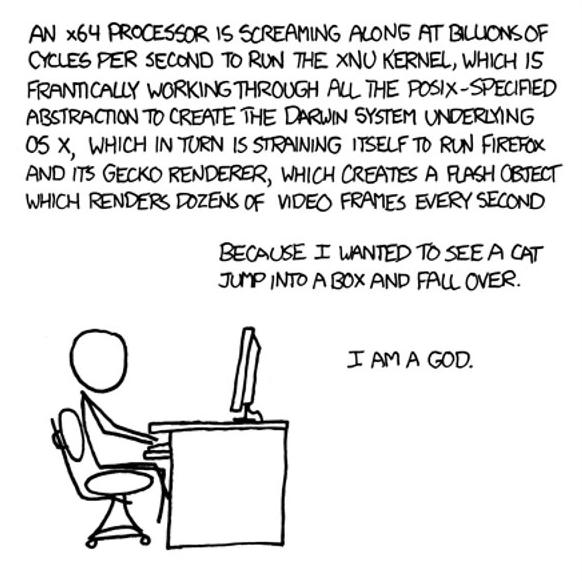 AN x64 PROCESSOR IS SCREAMING ALONG AT BILLIONS OF
CYCLES PER SECOND TO RUN THE XNU KERNEL, WHICH IS
FRANTICALLY WORKING THROUGH ALL THE POSIX-SPECIFIED
ABSTRACTION TO CREATE THE DARWIN SYSTEM UNDERLYING
OS X, WHICH IN TURN IS STRAINING ITSELF TO RUN FIREFOX
AND ITS GECKO RENDERER, WHICH CREATES A FLASH OBJECT
WHICH RENDERS DOZENS OF VIDEO FRAMES EVERY SECOND
BECAUSE I WANTED TO SEE A CAT
JUMP INTO A BOX AND FALL OVER.
I AM A GOD.